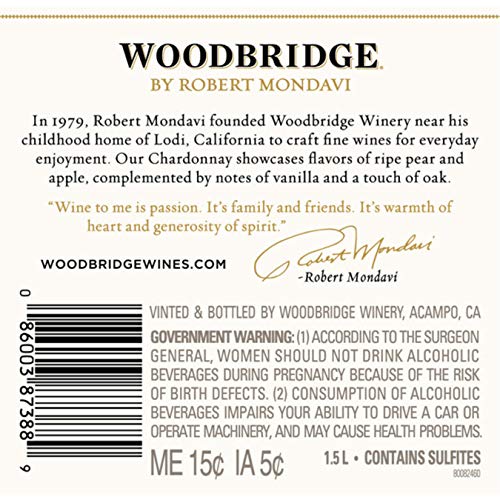 WOODBRIDGE®
BY ROBERT MONDAVI
In 1979, Robert Mondavi founded Woodbridge Winery near his
childhood home of Lodi, California to craft fine wines for everyday
enjoyment. Our Chardonnay showcases flavors of ripe pear and
apple, complemented by notes of vanilla and a touch of oak.
“Wine to me is passion. It’s family and friends. It’s warmth of
heart and generosity of spirit.”
Robert Mondavi
WOODBRIDGEWINES.COM
-Robert Mondavi
VINTED & BOTTLED BY WOODBRIDGE WINERY, ACAMPO, CA
GOVERNMENT WARNING: (1) ACCORDING TO THE SURGEON
GENERAL, WOMEN SHOULD NOT DRINK ALCOHOLIC
BEVERAGES DURING PREGNANCY BECAUSE OF THE RISK
OF BIRTH DEFECTS. (2) CONSUMPTION OF ALCOHOLIC
BEVERAGES IMPAIRS YOUR ABILITY TO DRIVE A CAR OR
OPERATE MACHINERY, AND MAY CAUSE HEALTH PROBLEMS.
ME 15¢ IA 5¢
1.5 L • CONTAINS SULFITES
80082460
0 86003 87388 9